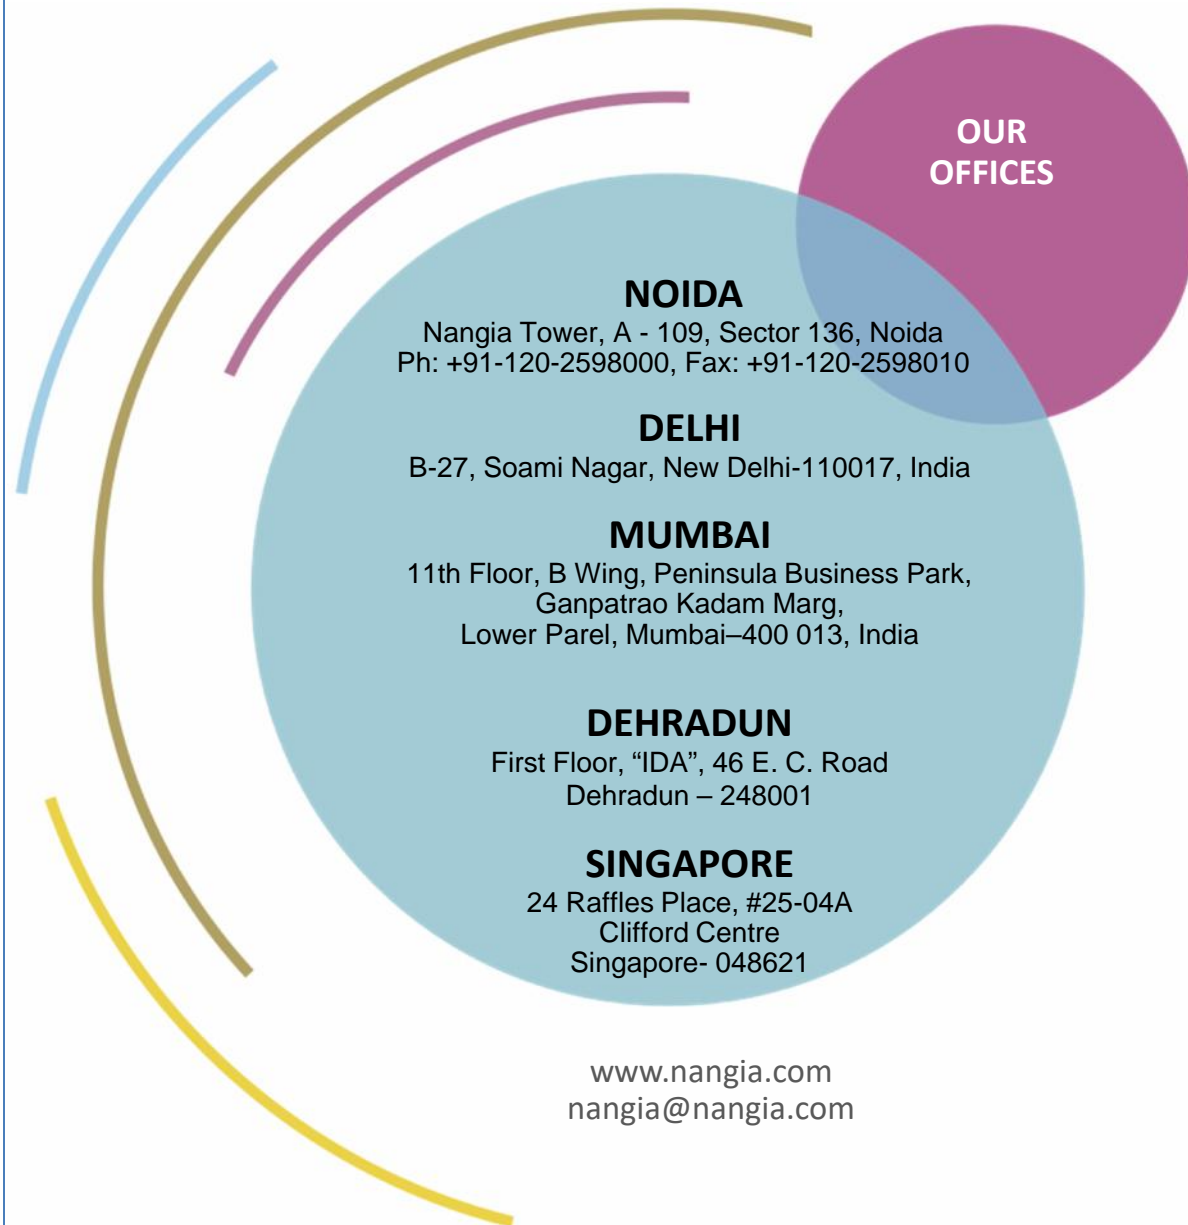 OUR
OFFICES
NOIDA
Nangia Tower, A - 109, Sector 136, Noida
Ph: +91-120-2598000, Fax: +91-120-2598010
DELHI
B-27, Soami Nagar, New Delhi-110017, India
MUMBAI
11th Floor, B Wing, Peninsula Business Park,
Ganpatrao Kadam Marg,
Lower Parel, Mumbai–400 013, India
DEHRADUN
First Floor, “IDA”, 46 E. C. Road
Dehradun – 248001
SINGAPORE
24 Raffles Place, #25-04A
Clifford Centre
Singapore- 048621
www.nangia.com
nangia@nangia.com